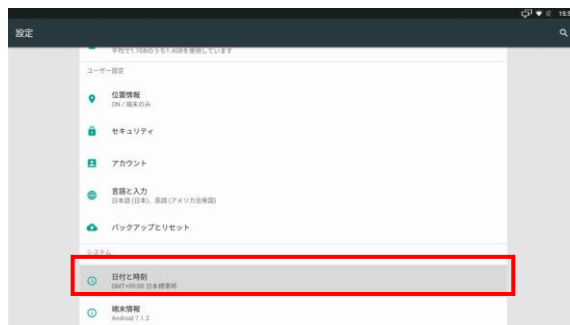 15:5
設定
平均で1.7GBのうち1.4GBを使用しています
ユーザー設定
位置情報
ON / 端末のみ
セキュリティ
アカウント
言語と入力
日本語 (日本)、英語 (アメリカ合衆国)
バックアップとリセット
システム
日付と時刻
GMT+09:00 日本標準時
端末情報
Android 7.1.2